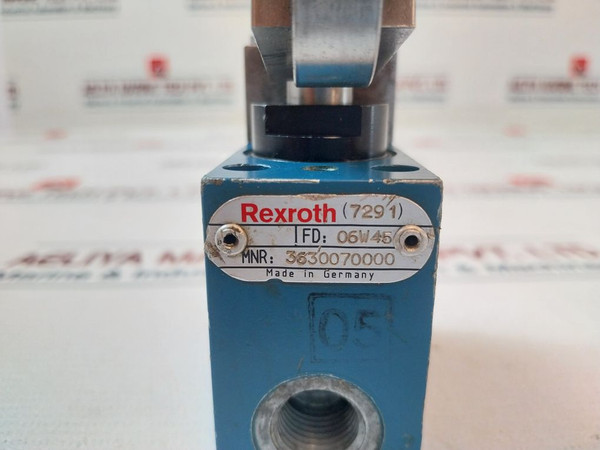 Rexroth (7291)
FD: 06W45
MNR: 3630070000
Made in Germany
05